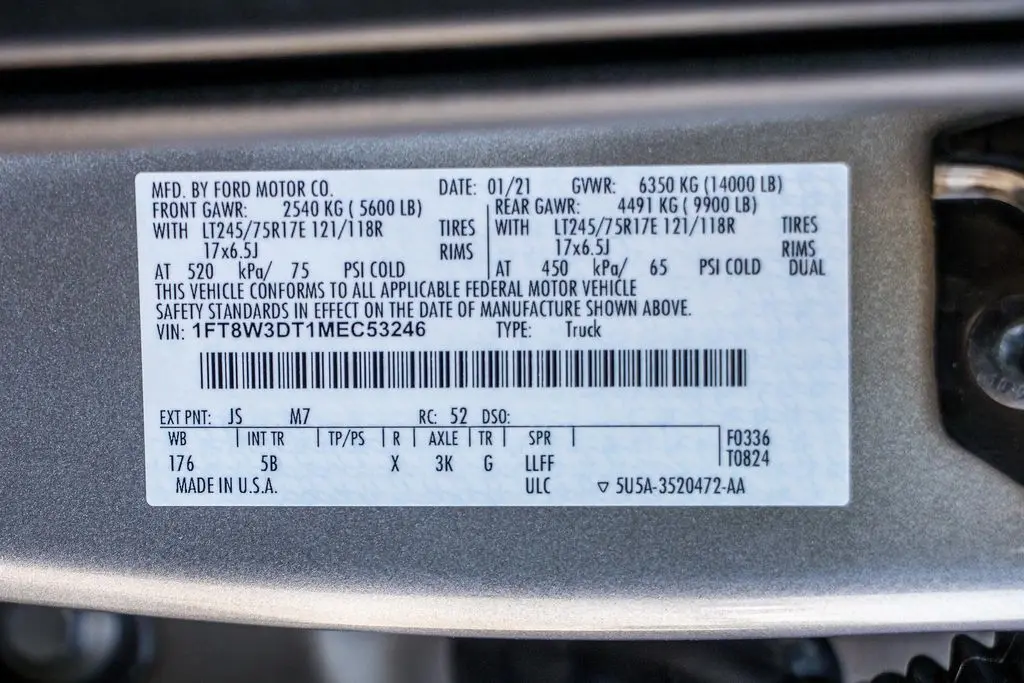 MFD. BY FORD MOTOR CO. DATE: 01/21 GVWR: 6350 KG (14000 LB)
FRONT GAWR: 2540 KG ( 5600 LB) REAR GAWR: 4491 KG ( 9900 LB)
WITH LT245/75R17E 121/118R TIRES WITH LT245/75R17E 121/118R TIRES
17x6.5J RIMS 17x6.5J RIMS
AT 520 kPa/ 75 PSI COLD AT 450 kPa/ 65 PSI COLD DUAL
THIS VEHICLE CONFORMS TO ALL APPLICABLE FEDERAL MOTOR VEHICLE
SAFETY STANDARDS IN EFFECT ON THE DATE OF MANUFACTURE SHOWN ABOVE.
VIN: 1FT8W3DT1MEC53246 TYPE: Truck
EXT PNT: JS M7 RC: 52 DSO:
WB INT TR TP/PS R AXLE TR SPR F0336
176 5B X 3K G LLFF T0824
MADE IN U.S.A. ULC ▽ 5U5A-3520472-AA